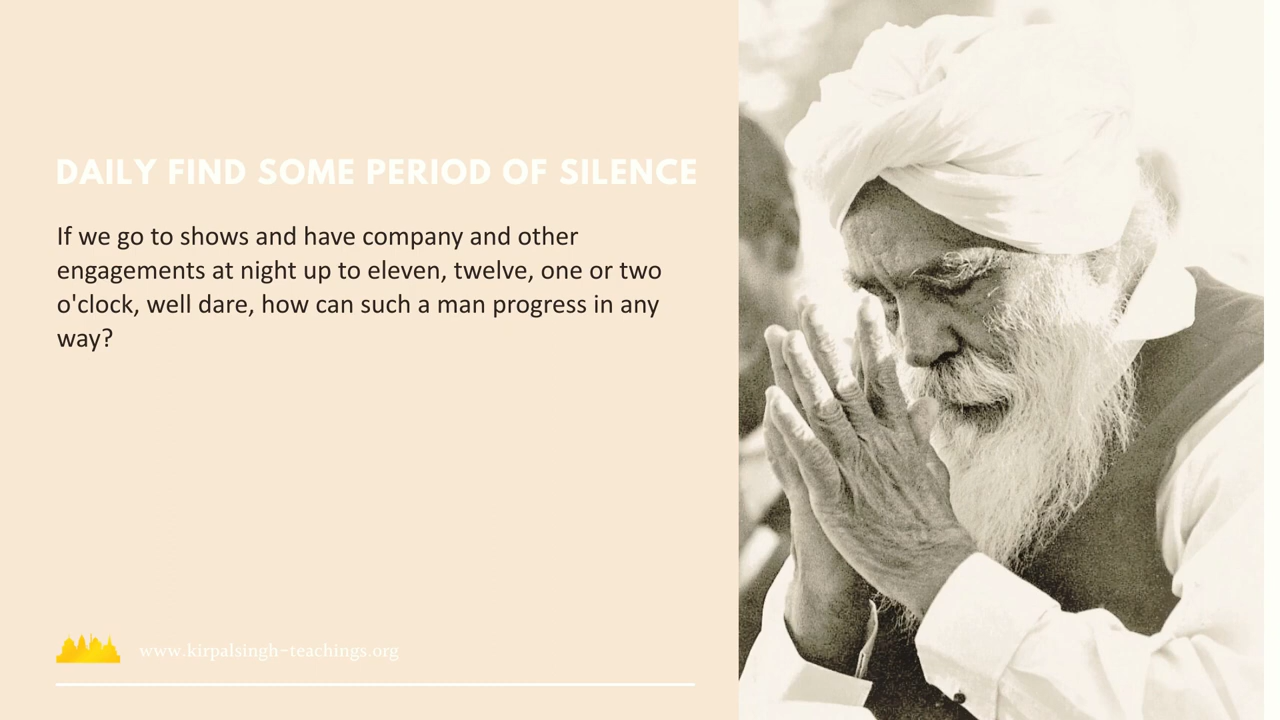 DAILY FIND SOME PERIOD OF SILENCE
If we go to shows and have company and other
engagements at night up to eleven, twelve, one or two
o'clock, well dare, how can such a man progress in any
way?
www.kirpalsingh-teachings.org